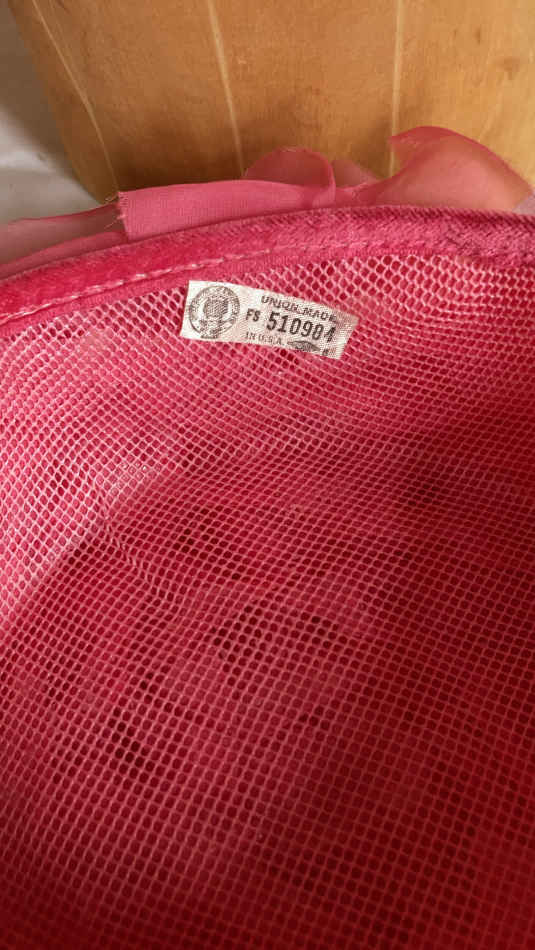 UNION MADE
FS 510904
IN U.S.A.